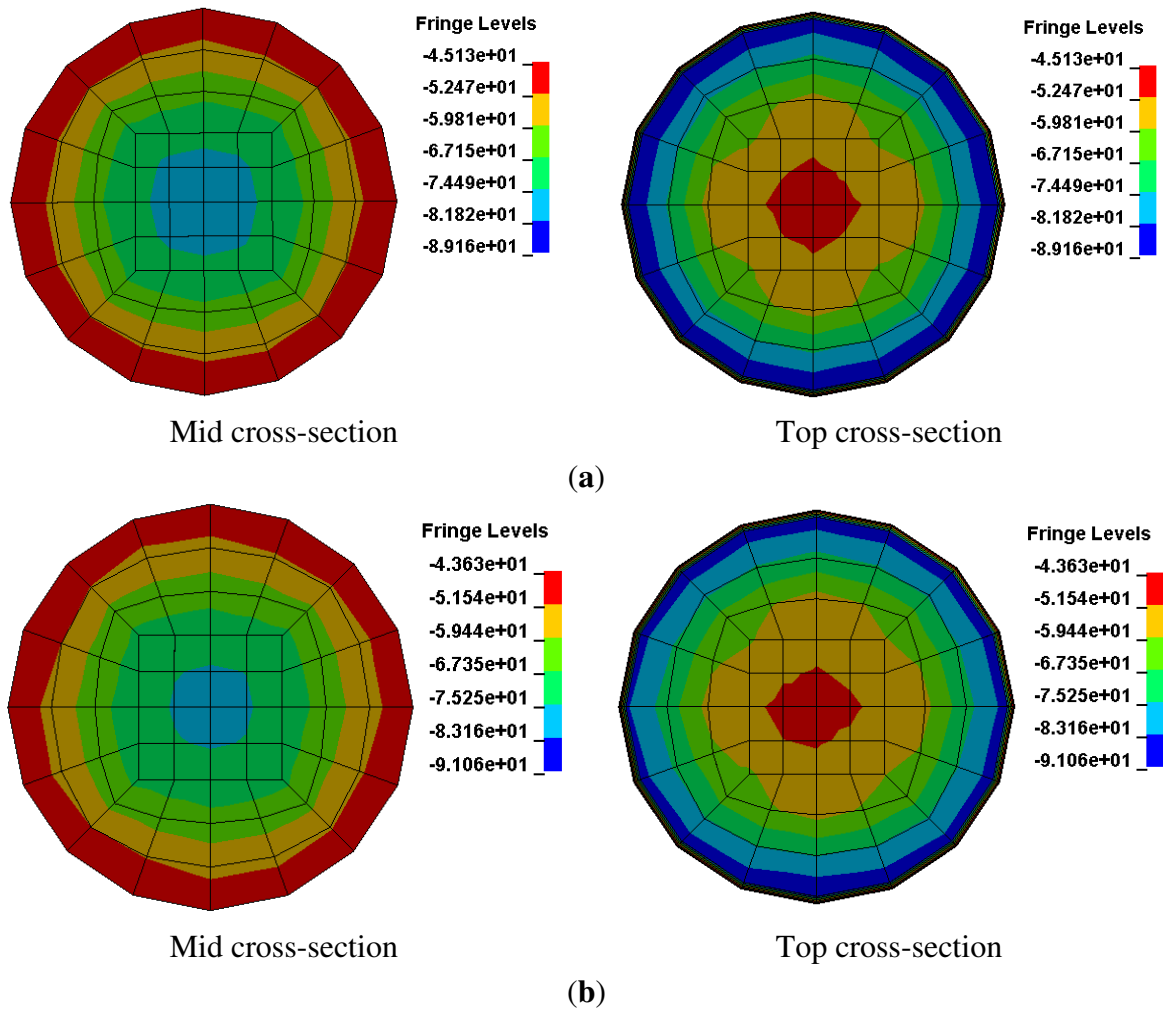 Fringe Levels
-4.513e+01
-5.247e+01
-5.981e+01
-6.715e+01
-7.449e+01
-8.182e+01
-8.916e+01
Mid cross-section
Fringe Levels
-4.513e+01
-5.247e+01
-5.981e+01
-6.715e+01
-7.449e+01
-8.182e+01
-8.916e+01
Top cross-section
(a)
Fringe Levels
-4.363e+01
-5.154e+01
-5.944e+01
-6.735e+01
-7.525e+01
-8.316e+01
-9.106e+01
Mid cross-section
Fringe Levels
-4.363e+01
-5.154e+01
-5.944e+01
-6.735e+01
-7.525e+01
-8.316e+01
-9.106e+01
Top cross-section
(b)